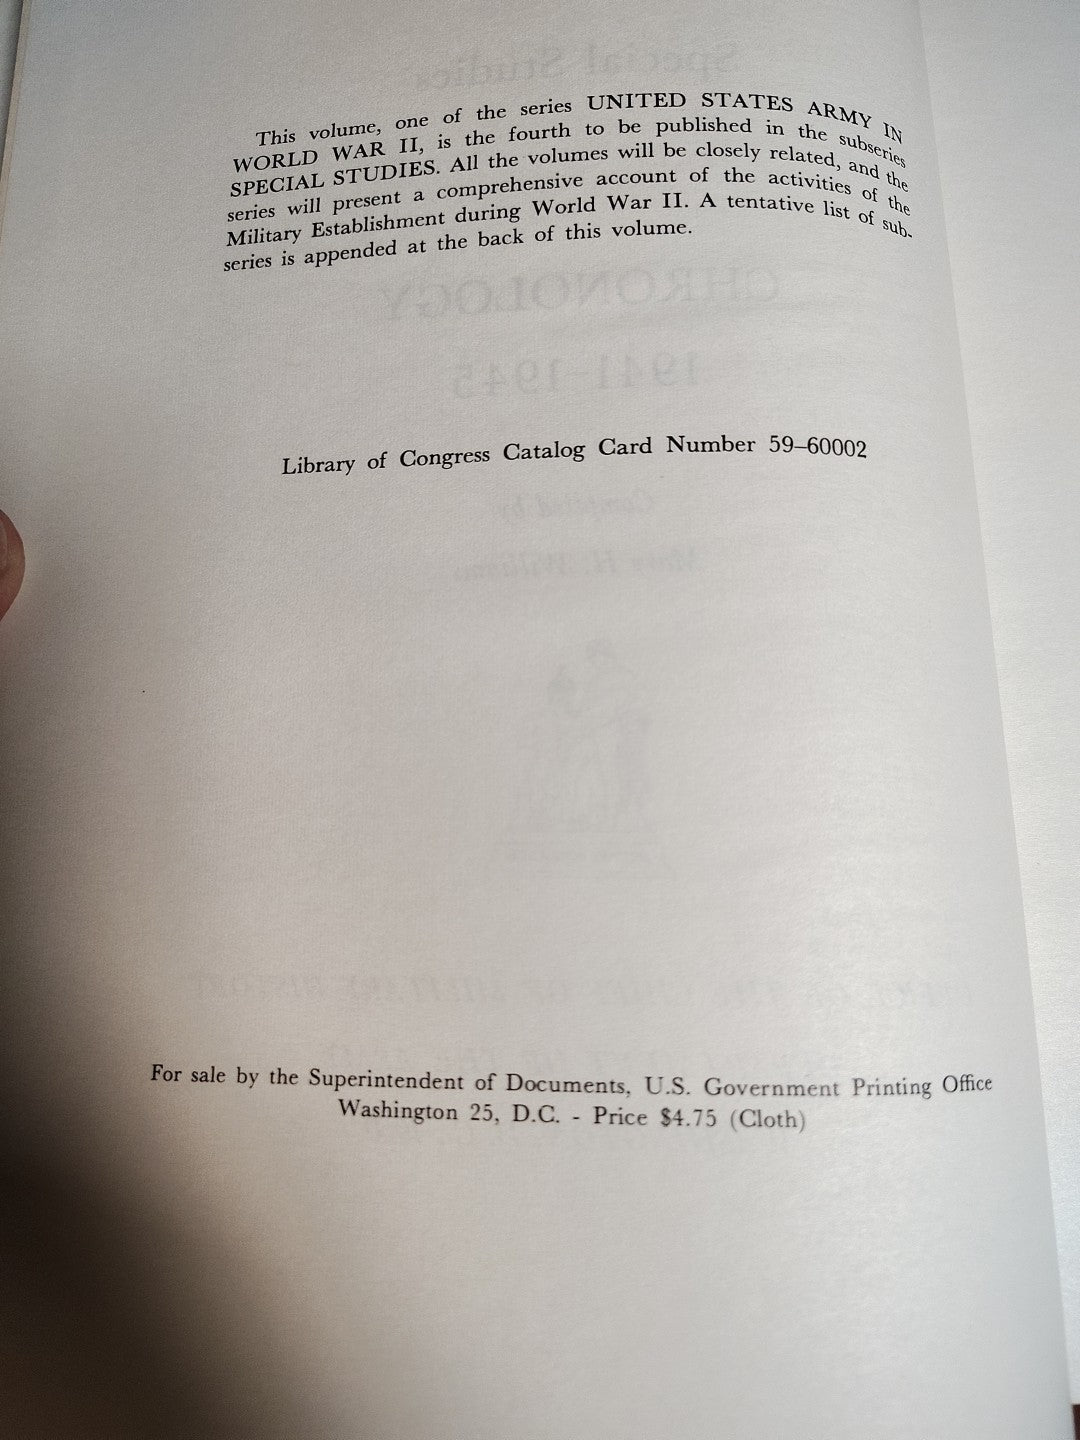 This volume, one of the series UNITED STATES ARMY IN
WORLD WAR II, is the fourth to be published in the subseries
SPECIAL STUDIES. All the volumes will be closely related, and the
series will present a comprehensive account of the activities of the
Military Establishment during World War II. A tentative list of sub-
series is appended at the back of this volume.
Library of Congress Catalog Card Number 59–60002
For sale by the Superintendent of Documents, U.S. Government Printing Office
Washington 25, D.C. - Price $4.75 (Cloth)